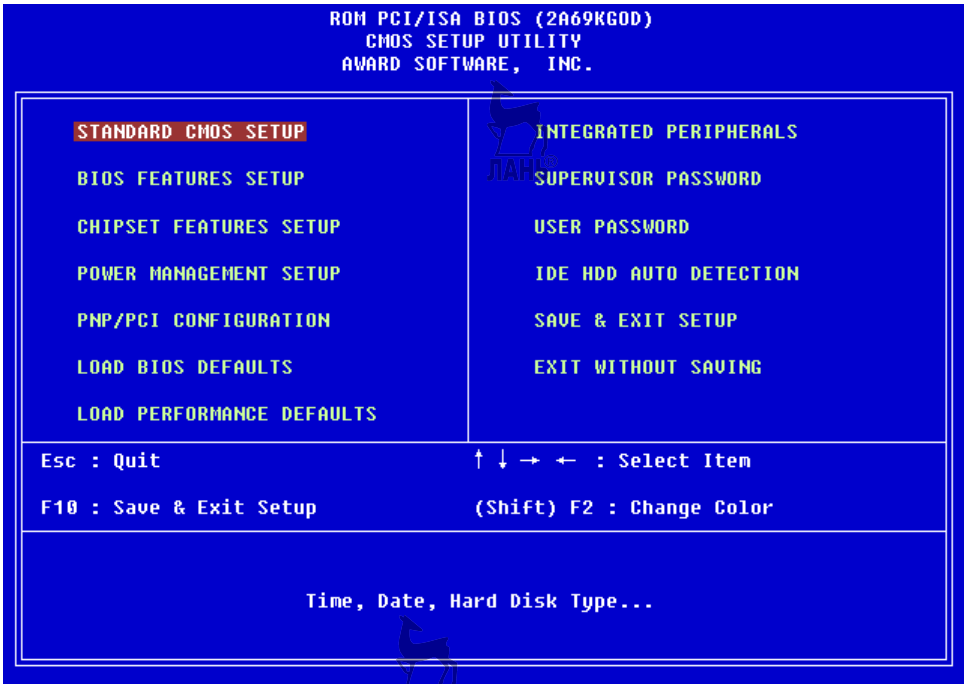 ROM PCI/ISA BIOS (2A69KGOD)
CMOS SETUP UTILITY
AWARD SOFTWARE, INC.
STANDARD CMOS SETUP
BIOS FEATURES SETUP
CHIPSET FEATURES SETUP
POWER MANAGEMENT SETUP
PNP/PCI CONFIGURATION
LOAD BIOS DEFAULTS
LOAD PERFORMANCE DEFAULTS
INTEGRATED PERIPHERALS
ЛАНЬ®
SUPERVISOR PASSWORD
USER PASSWORD
IDE HDD AUTO DETECTION
SAVE & EXIT SETUP
EXIT WITHOUT SAVING
Esc : Quit
↑ ↓ → ← : Select Item
F10 : Save & Exit Setup
(Shift) F2 : Change Color
Time, Date, Hard Disk Type...